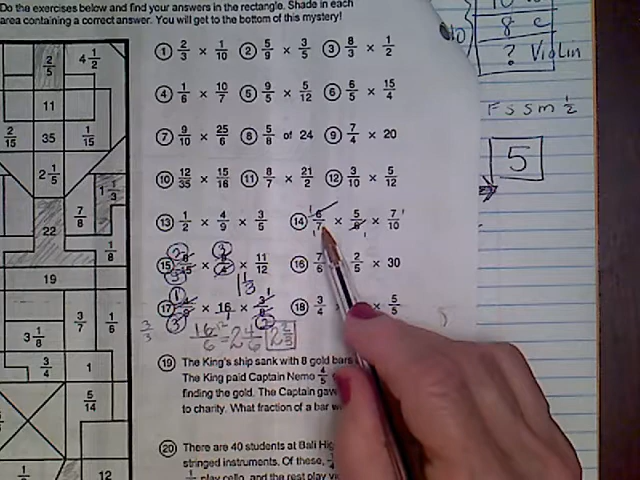 Do the exercises below and find your answers in the rectangle. Shade in each
area containing a correct answer. You will get to the bottom of this mystery!
1 2/3 × 1/10 2 5/9 × 3/5 3 8/3 × 1/2
4 1/6 × 10/7 5 9/5 × 5/12 6 6/5 × 15/4
7 9/10 × 25/6 8 5/8 of 24 9 7/4 × 20
10 12/35 × 15/16 11 8/7 × 21/2 12 3/10 × 5/12
13 1/2 × 4/9 × 3/5 14 6/7 × 5/6 × 7/10
15 × 11/12 16 7/6 2/5 × 30
1 1/3
17 × 16 × 3/8 18 3/4 × 5/5
16/6 = 2 4/6 2 2/3
3/3
19 The King's ship sank with 8 gold bars
The King paid Captain Nemo 4/5
finding the gold. The Captain gave
to charity. What fraction of a bar
20 There are 40 students at Bali
stringed instruments. Of these, 1/4
play cello, and the rest play
2/5 4 1/2
11
2/15 35 1/15
2 1/5 1 1/3
7/8
22 1/8
19
3 1/8 3/7 1/6
3/4 1
5/14
12
10
8 c
? Violin
F S S m 1/2
5